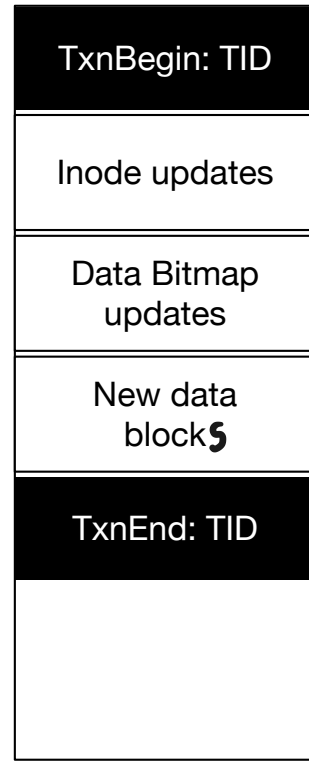 TxnBegin: TID
Inode updates
Data Bitmap
updates
New data
blocks
TxnEnd: TID